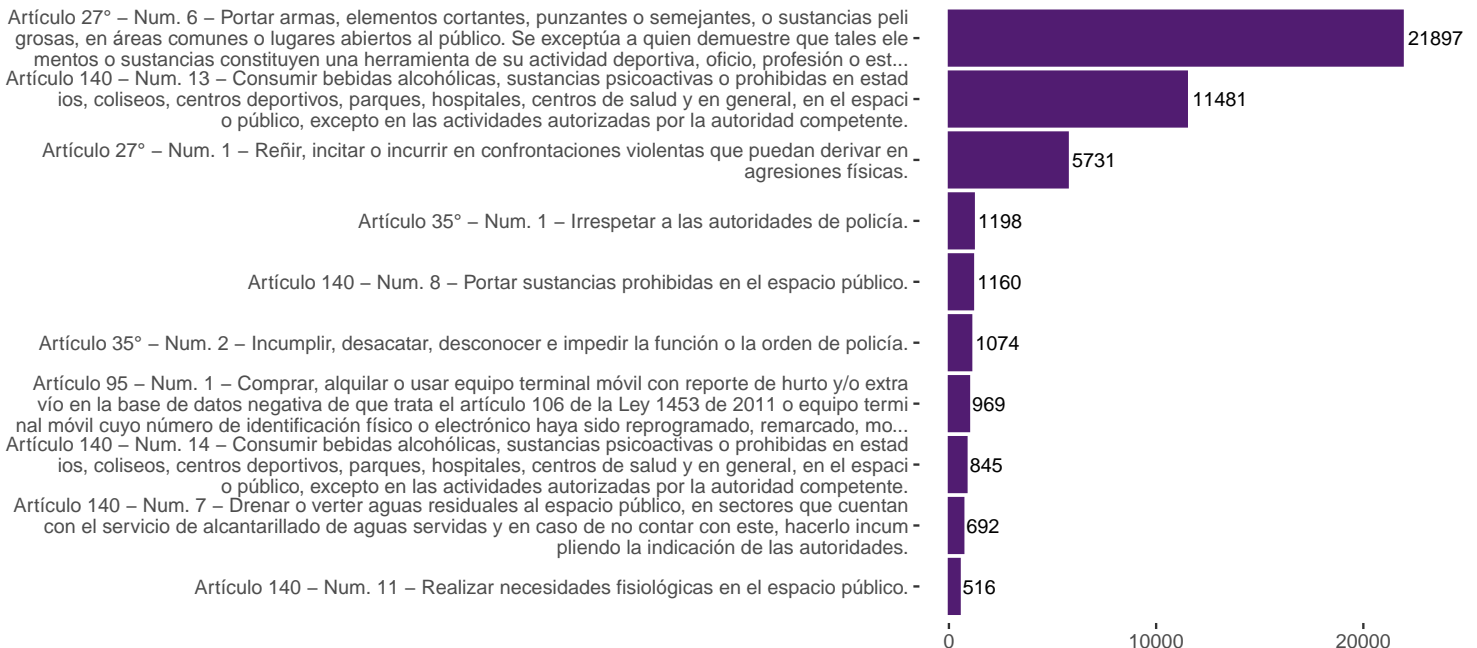 Artículo 27° – Num. 6 – Portar armas, elementos cortantes, punzantes o semejantes, o sustancias peli
grosas, en áreas comunes o lugares abiertos al público. Se exceptúa a quien demuestre que tales ele
mentos o sustancias constituyen una herramienta de su actividad deportiva, oficio, profesión o est...
21897
Artículo 140 – Num. 13 – Consumir bebidas alcohólicas, sustancias psicoactivas o prohibidas en estad
ios, coliseos, centros deportivos, parques, hospitales, centros de salud y en general, en el espaci
o público, excepto en las actividades autorizadas por la autoridad competente.
11481
Artículo 27° – Num. 1 – Reñir, incitar o incurrir en confrontaciones violentas que puedan derivar en
agresiones físicas.
5731
Artículo 35° – Num. 1 – Irrespetar a las autoridades de policía.
1198
Artículo 140 – Num. 8 – Portar sustancias prohibidas en el espacio público.
1160
Artículo 35° – Num. 2 – Incumplir, desacatar, desconocer e impedir la función o la orden de policía.
1074
Artículo 95 – Num. 1 – Comprar, alquilar o usar equipo terminal móvil con reporte de hurto y/o extra
vío en la base de datos negativa de que trata el artículo 106 de la Ley 1453 de 2011 o equipo termi
nal móvil cuyo número de identificación físico o electrónico haya sido reprogramado, remarcado, mo...
969
Artículo 140 – Num. 14 – Consumir bebidas alcohólicas, sustancias psicoactivas o prohibidas en estad
ios, coliseos, centros deportivos, parques, hospitales, centros de salud y en general, en el espaci
o público, excepto en las actividades autorizadas por la autoridad competente.
845
Artículo 140 – Num. 7 – Drenar o verter aguas residuales al espacio público, en sectores que cuentan
con el servicio de alcantarillado de aguas servidas y en caso de no contar con este, hacerlo incum
pliendo la indicación de las autoridades.
692
Artículo 140 – Num. 11 – Realizar necesidades fisiológicas en el espacio público.
516
0 10000 20000